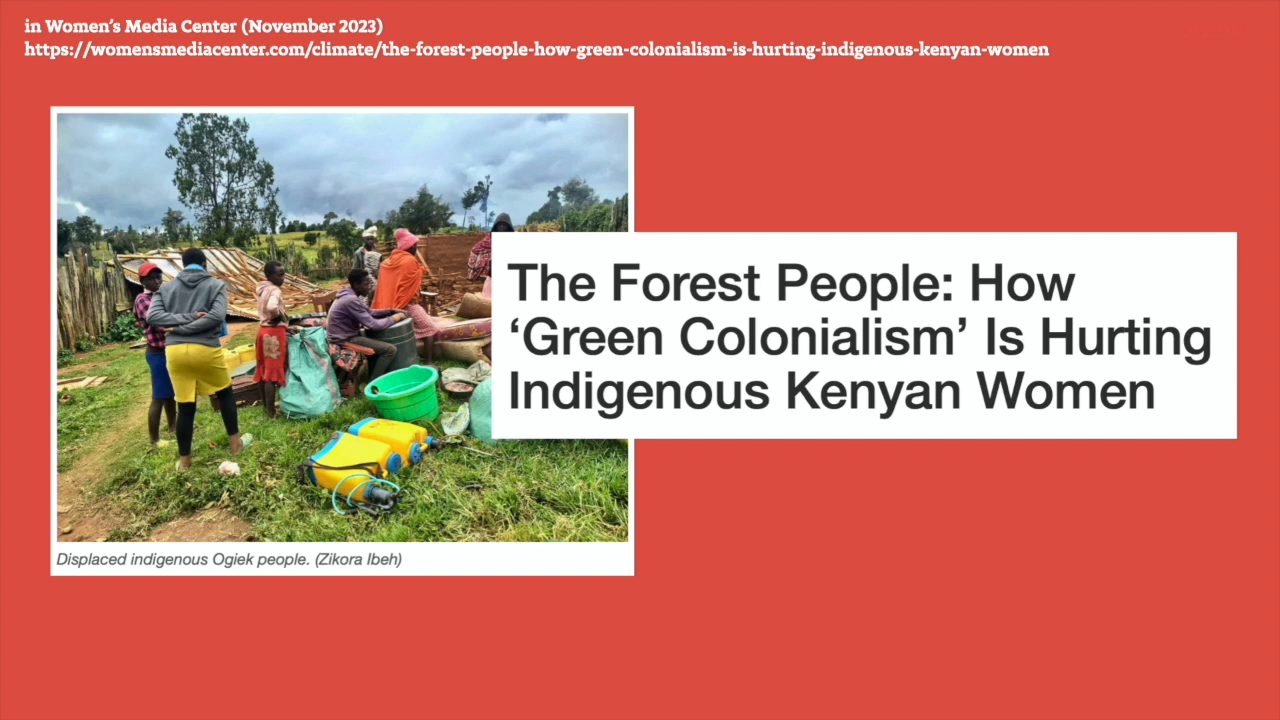 in Women’s Media Center (November 2023)
https://womensmediacenter.com/climate/the-forest-people-how-green-colonialism-is-hurting-indigenous-kenyan-women
The Forest People: How
‘Green Colonialism’ Is Hurting
Indigenous Kenyan Women
Displaced indigenous Ogiek people. (Zikora Ibeh)